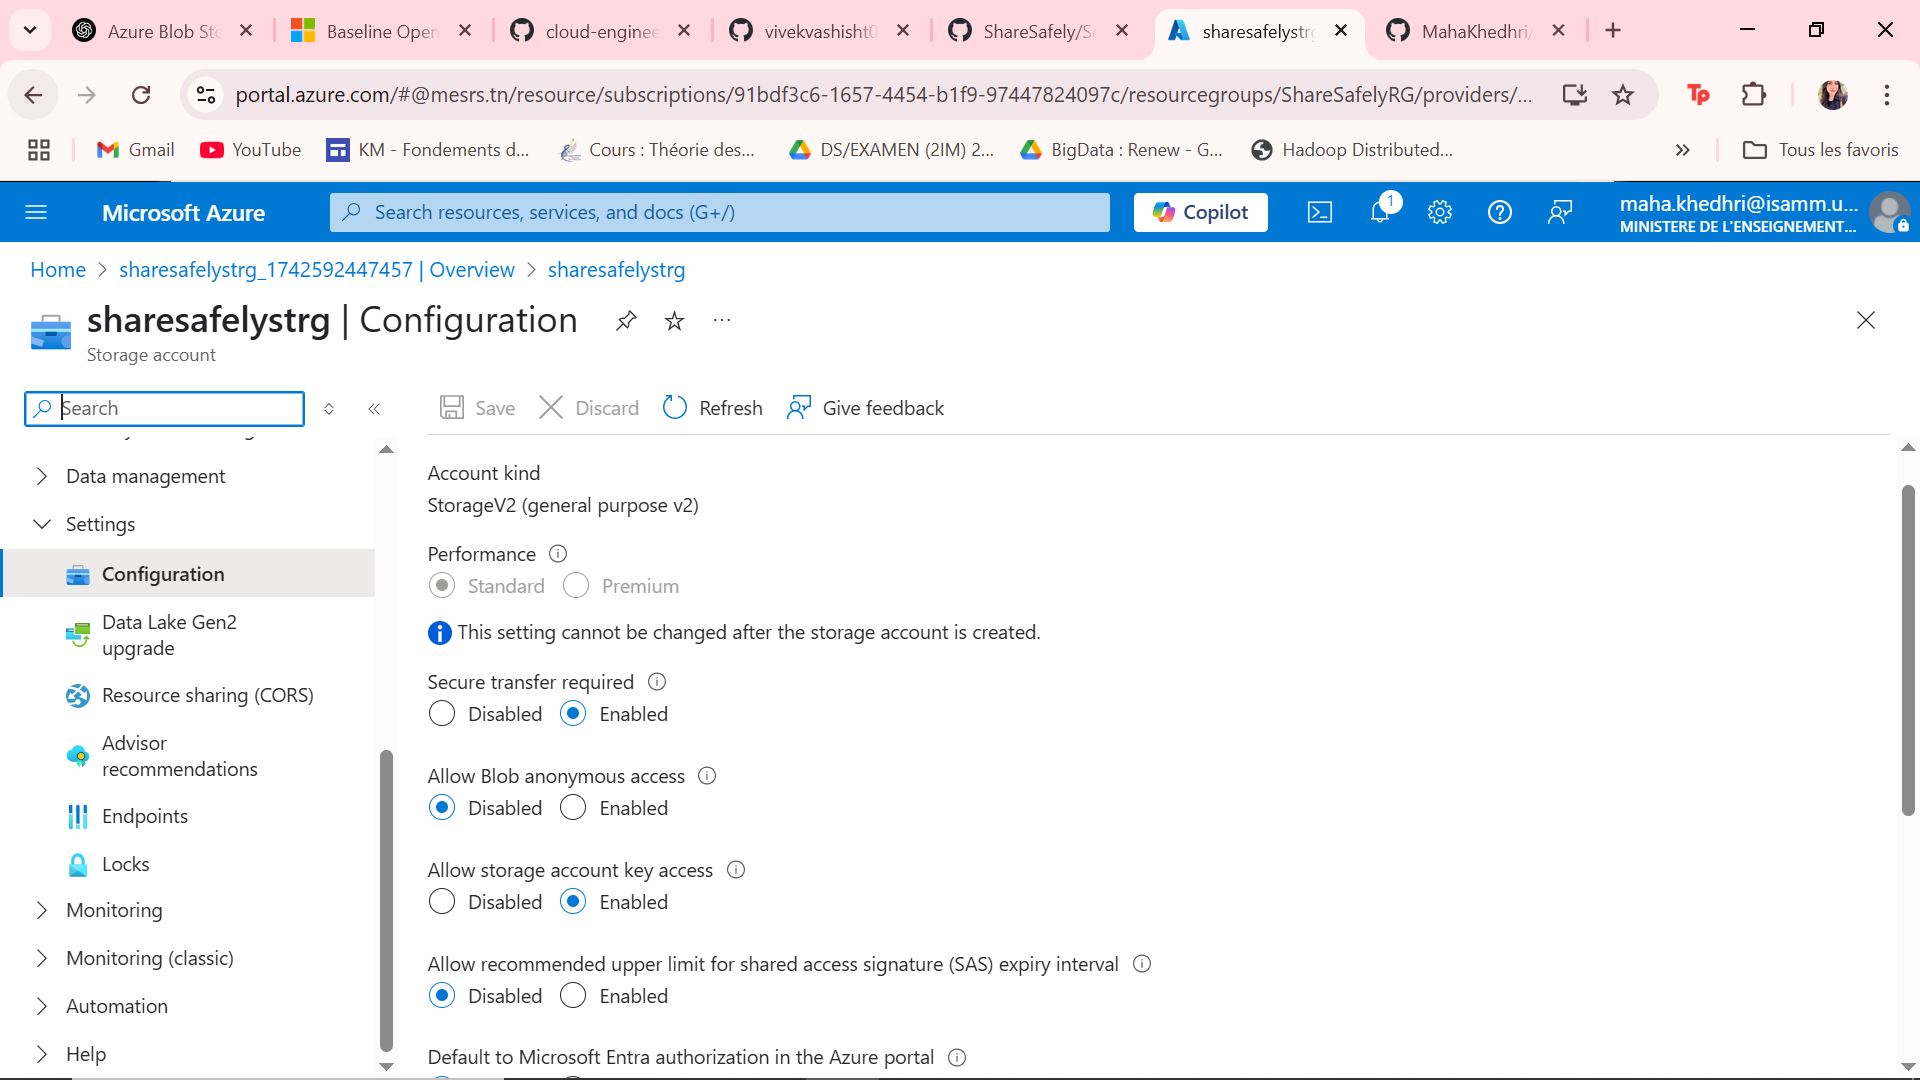 Azure Blob Sto
Baseline Open
cloud-enginee
vivekvashisht0
ShareSafely/Se
sharesafelystrg
MahaKhedhri/
portal.azure.com/#@mesrs.tn/resource/subscriptions/91bdf3c6-1657-4454-b1f9-97447824097c/resourcegroups/ShareSafelyRG/providers/...
Tp
Gmail
YouTube
KM - Fondements d...
Cours : Théorie des...
DS/EXAMEN (2IM) 2...
BigData : Renew - G...
Hadoop Distributed...
Tous les favoris
Microsoft Azure
Search resources, services, and docs (G+/)
Copilot
1
maha.khedhri@isamm.u...
MINISTERE DE L'ENSEIGNEMENT...
Home > sharesafelystrg_1742592447457 | Overview > sharesafelystrg
sharesafelystrg | Configuration
Storage account
Search
Save
Discard
Refresh
Give feedback
Data management
Settings
Configuration
Data Lake Gen2
upgrade
Resource sharing (CORS)
Advisor
recommendations
Endpoints
Locks
Monitoring
Monitoring (classic)
Automation
Help
Account kind
StorageV2 (general purpose v2)
Performance
Standard Premium
This setting cannot be changed after the storage account is created.
Secure transfer required
Disabled Enabled
Allow Blob anonymous access
Disabled Enabled
Allow storage account key access
Disabled Enabled
Allow recommended upper limit for shared access signature (SAS) expiry interval
Disabled Enabled
Default to Microsoft Entra authorization in the Azure portal